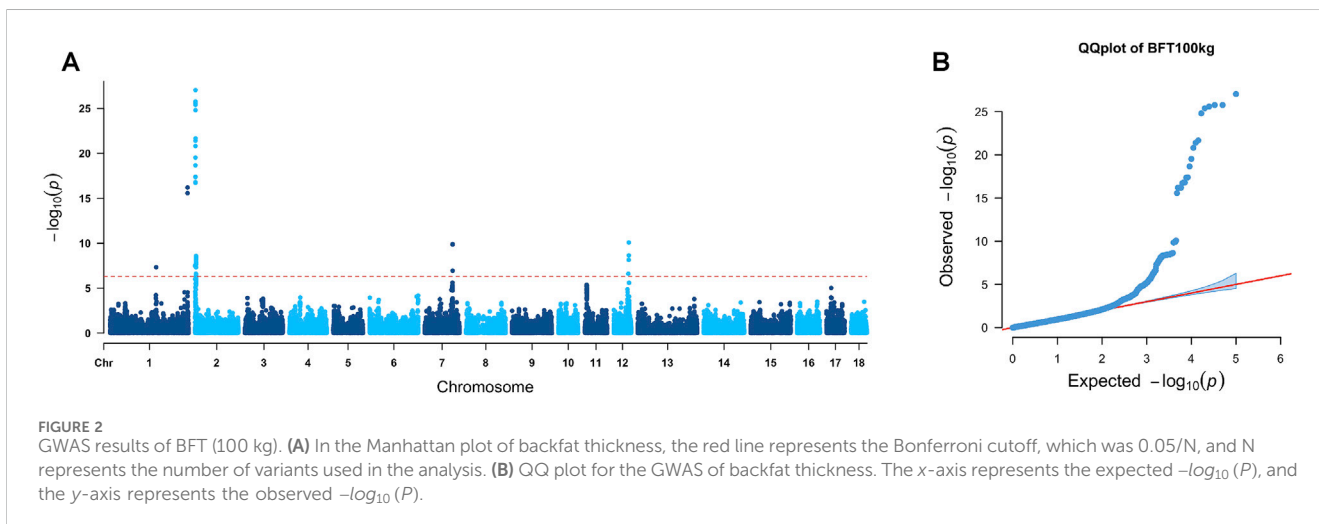 A
−log₁₀(p)
25
20
15
10
5
0
Chr 1 2 3 4 5 6 7 8 9 10 11 12 13 14 15 16 17 18
Chromosome
B
QQplot of BFT100kg
Observed −log₁₀(p)
25
20
15
10
5
0
0 1 2 3 4 5 6
Expected −log₁₀(p)
FIGURE 2
GWAS results of BFT (100 kg). (A) In the Manhattan plot of backfat thickness, the red line represents the Bonferroni cutoff, which was 0.05/N, and N
represents the number of variants used in the analysis. (B) QQ plot for the GWAS of backfat thickness. The x-axis represents the expected –log₁₀ (P), and
the y-axis represents the observed –log₁₀ (P).